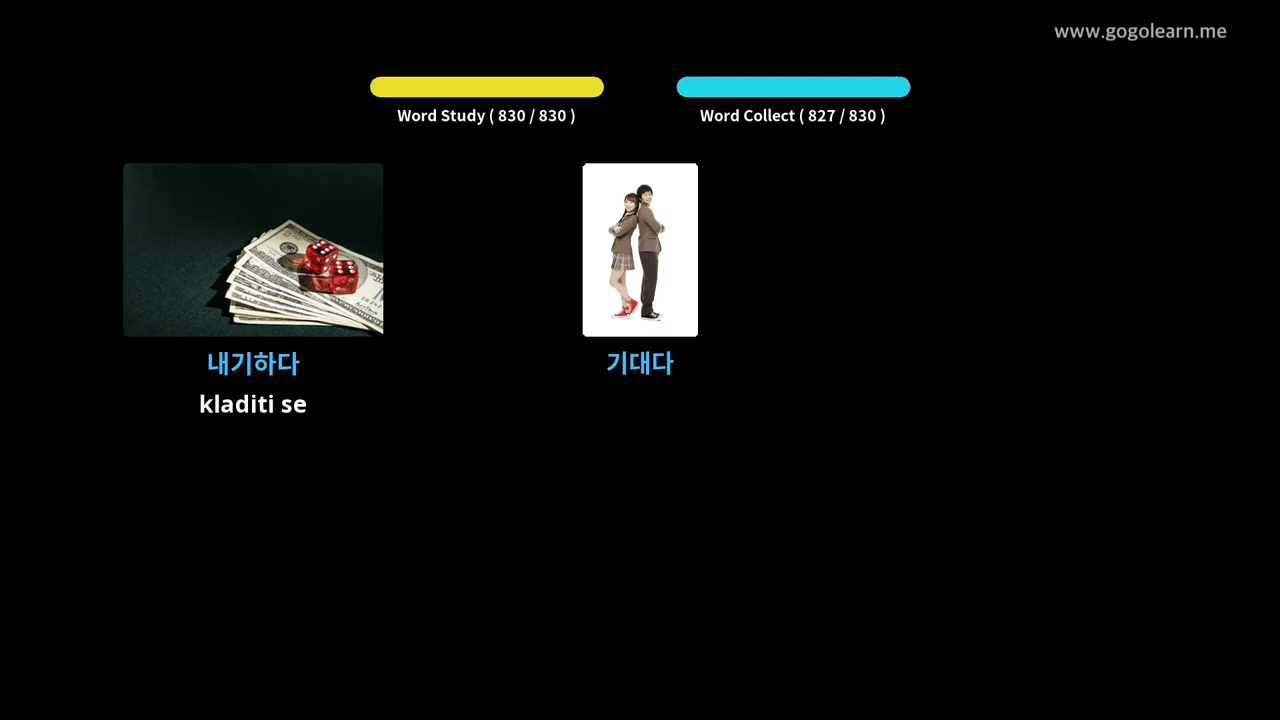 www.gogolearn.me
Word Study ( 830 / 830 )
Word Collect ( 827 / 830 )
내기하다
kladiti se
기대다